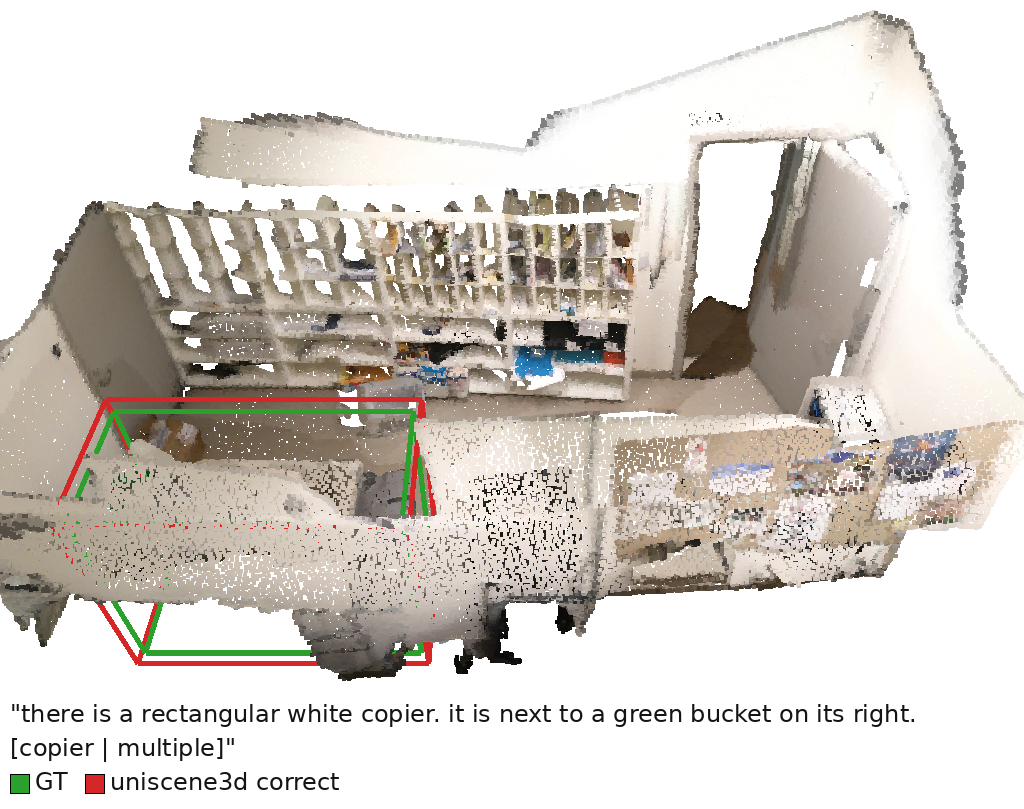 "there is a rectangular white copier. it is next to a green bucket on its right.
[copier | multiple]"
GT uniscene3d correct